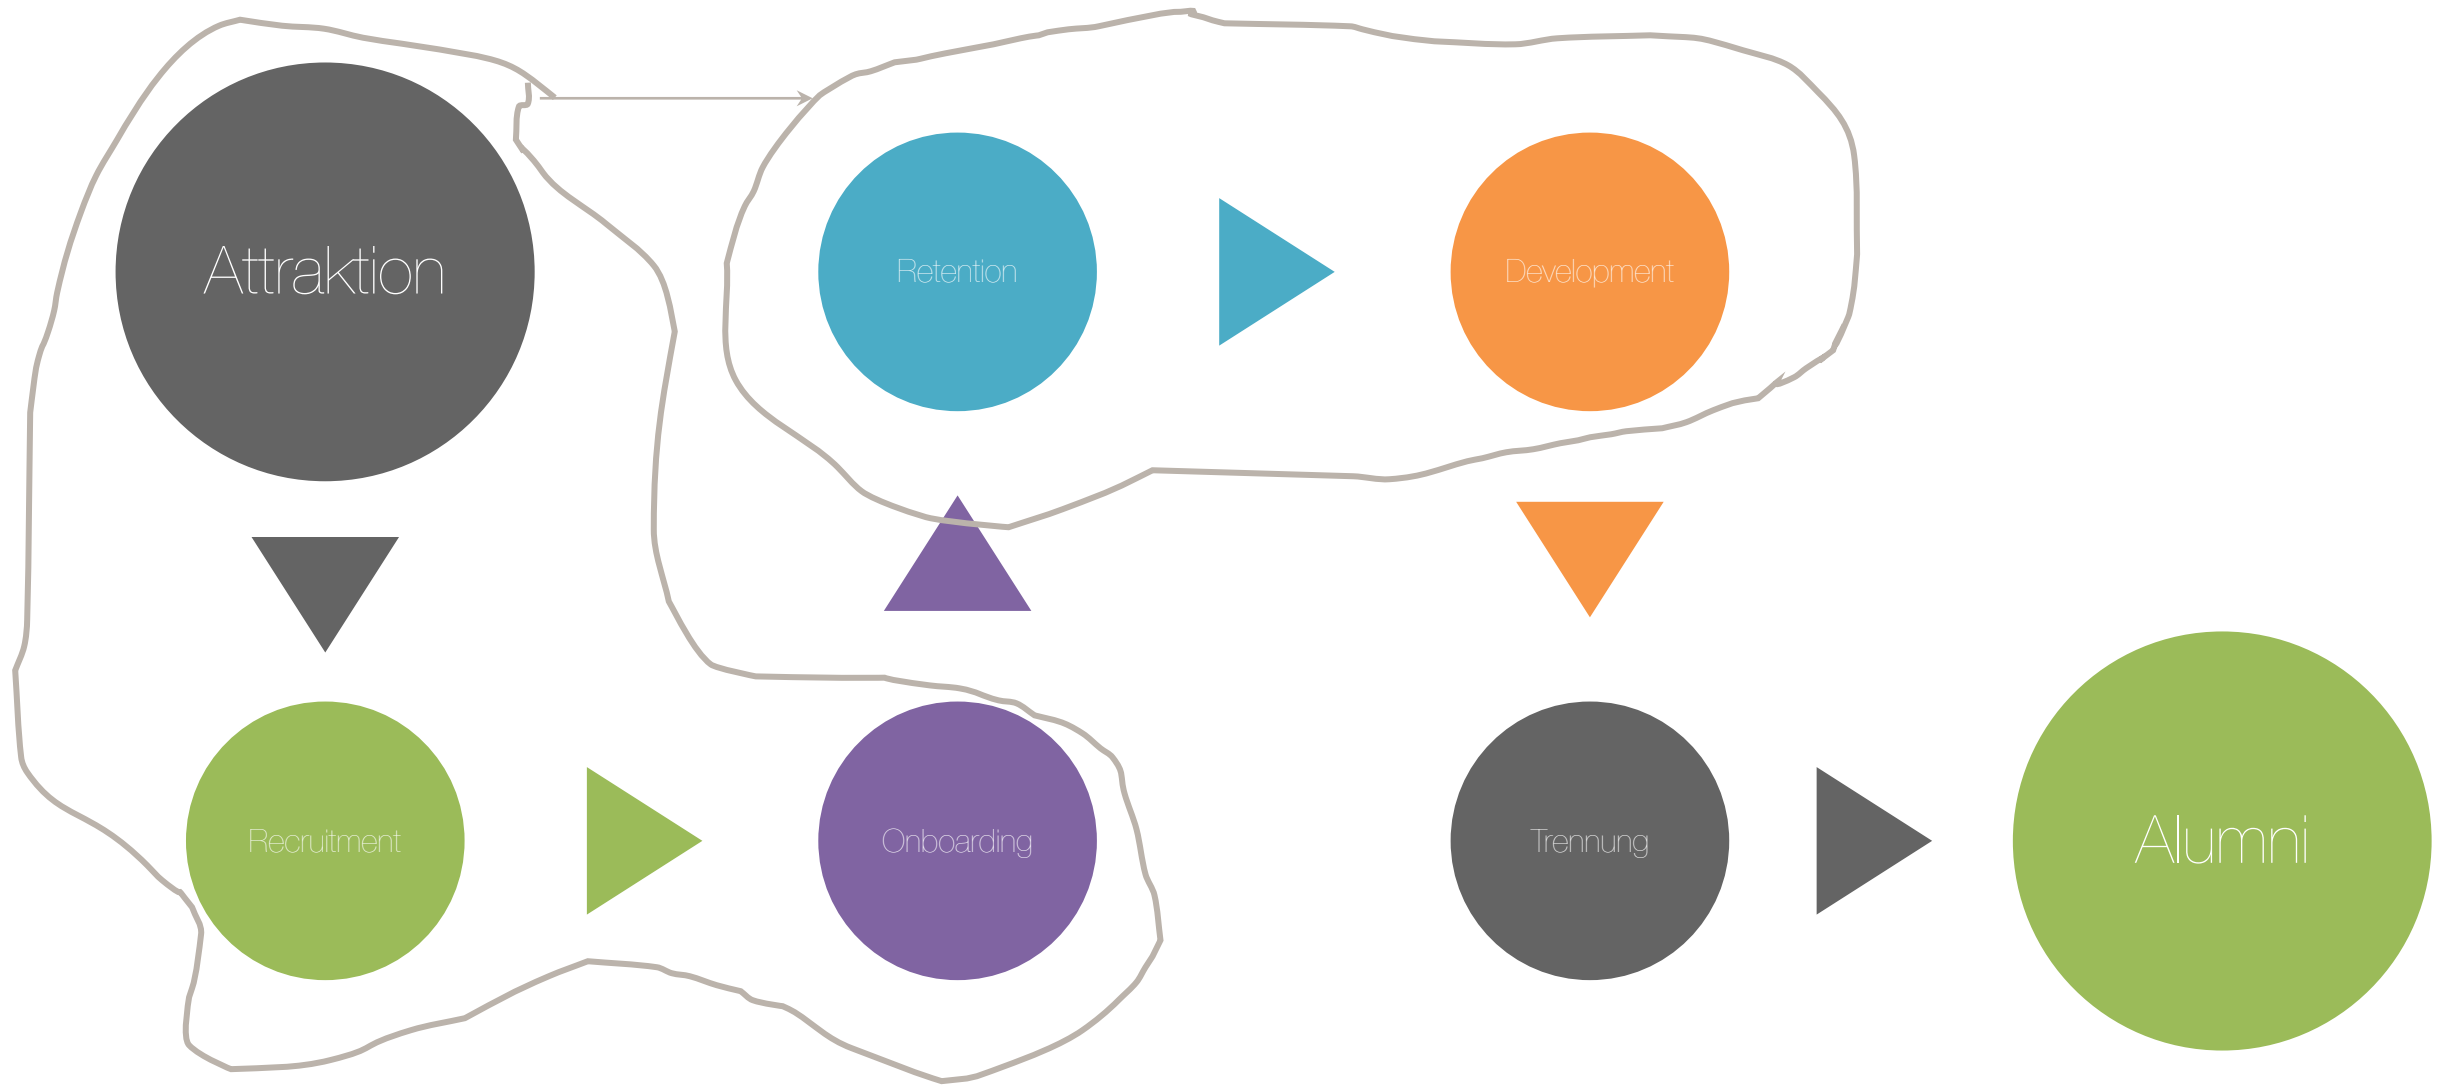 Attraktion
Retention
Development
Recruitment
Onboarding
Trennung
Alumni